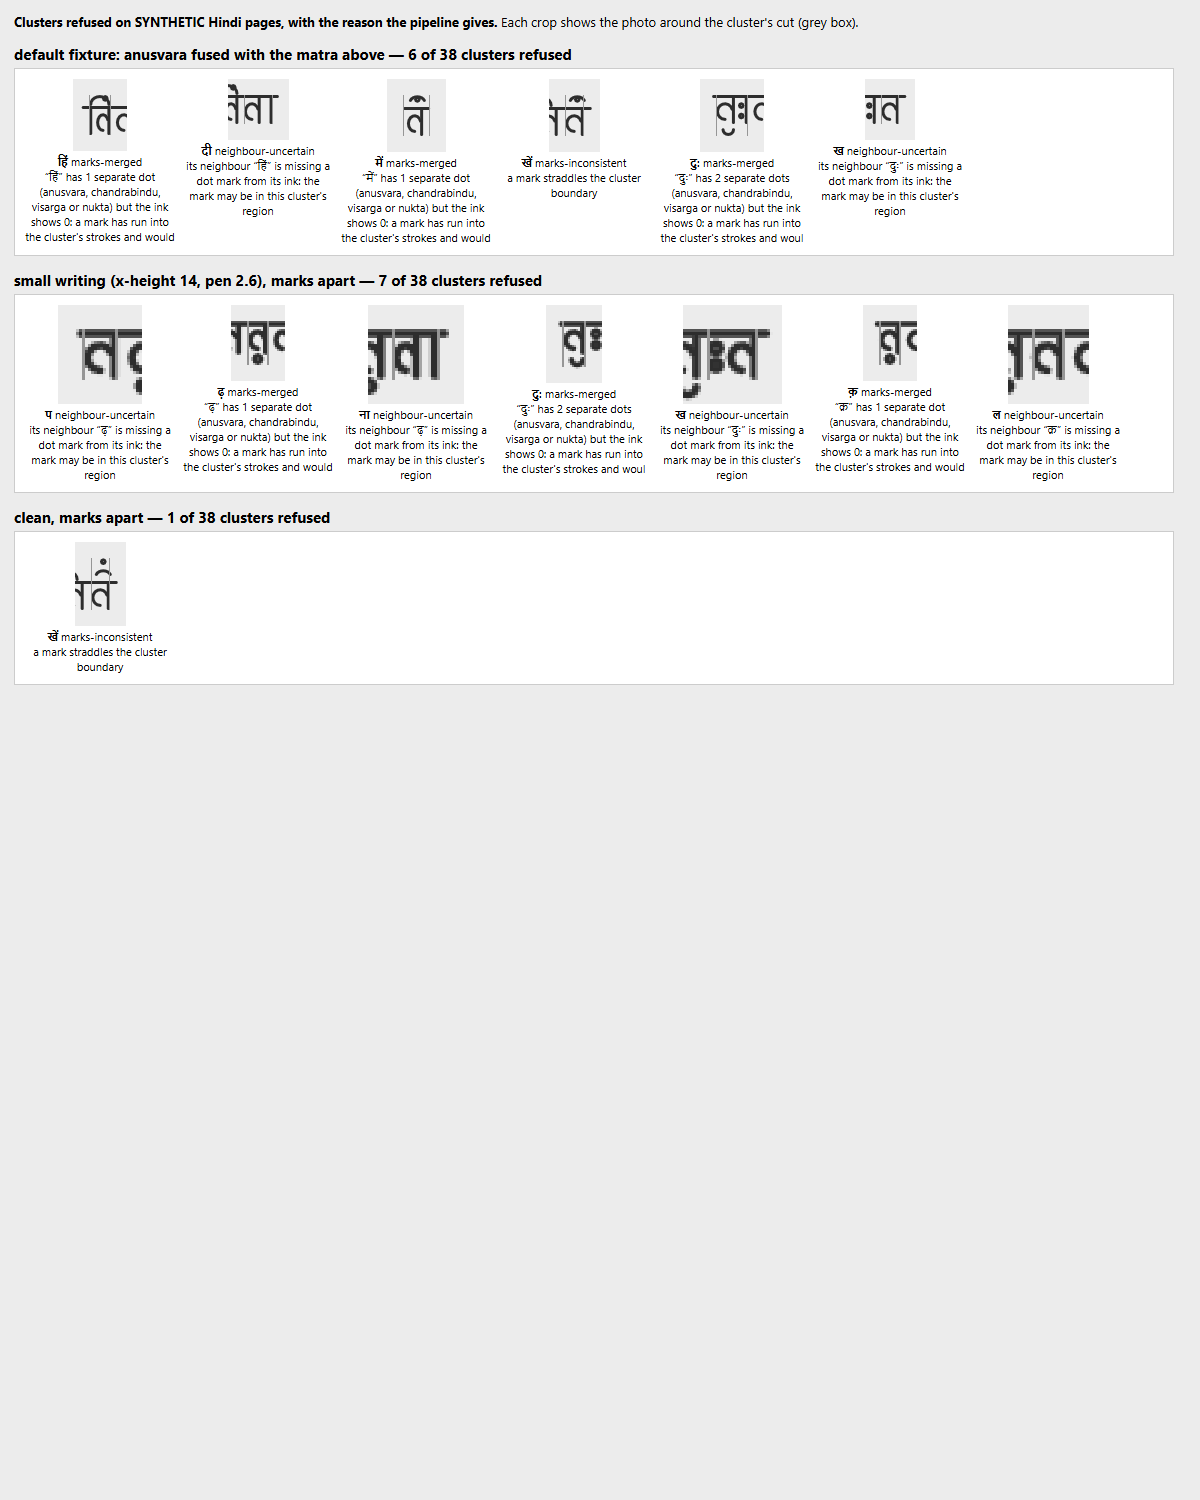 Clusters refused on SYNTHETIC Hindi pages, with the reason the pipeline gives. Each crop shows the photo around the cluster's cut (grey box).
default fixture: anusvara fused with the matra above — 6 of 38 clusters refused
हिं marks-merged
"हिं" has 1 separate dot
(anusvara, chandrabindu,
visarga or nukta) but the ink
shows 0: a mark has run into
the cluster's strokes and would
दी neighbour-uncertain
its neighbour "हिं" is missing a
dot mark from its ink: the
mark may be in this cluster's
region
में marks-merged
"में" has 1 separate dot
(anusvara, chandrabindu,
visarga or nukta) but the ink
shows 0: a mark has run into
the cluster's strokes and would
खें marks-inconsistent
a mark straddles the cluster
boundary
दुः marks-merged
"दुः" has 2 separate dots
(anusvara, chandrabindu,
visarga or nukta) but the ink
shows 0: a mark has run into
the cluster's strokes and woul
ख neighbour-uncertain
its neighbour "दुः" is missing a
dot mark from its ink: the
mark may be in this cluster's
region
small writing (x-height 14, pen 2.6), marks apart — 7 of 38 clusters refused
प neighbour-uncertain
its neighbour "ढ़" is missing a
dot mark from its ink: the
mark may be in this cluster's
region
ढ़ marks-merged
"ढ़" has 1 separate dot
(anusvara, chandrabindu,
visarga or nukta) but the ink
shows 0: a mark has run into
the cluster's strokes and would
ना neighbour-uncertain
its neighbour "ढ़" is missing a
dot mark from its ink: the
mark may be in this cluster's
region
दुः marks-merged
"दुः" has 2 separate dots
(anusvara, chandrabindu,
visarga or nukta) but the ink
shows 0: a mark has run into
the cluster's strokes and woul
ख neighbour-uncertain
its neighbour "दुः" is missing a
dot mark from its ink: the
mark may be in this cluster's
region
क़ marks-merged
"क़" has 1 separate dot
(anusvara, chandrabindu,
visarga or nukta) but the ink
shows 0: a mark has run into
the cluster's strokes and would
ल neighbour-uncertain
its neighbour "क़" is missing a
dot mark from its ink: the
mark may be in this cluster's
region
clean, marks apart — 1 of 38 clusters refused
खें marks-inconsistent
a mark straddles the cluster
boundary